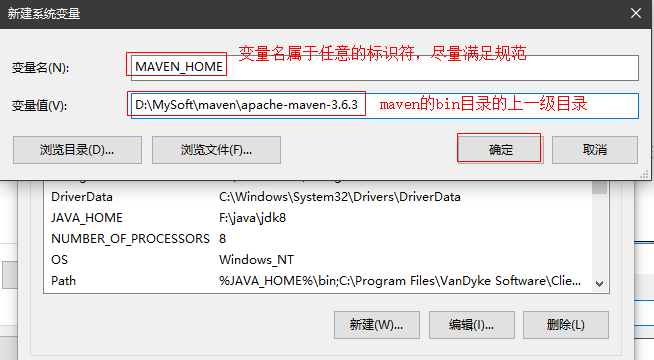 新建系统变量
变量名属于任意的标识符，尽量满足规范
变量名(N): MAVEN_HOME
变量值(V): D:\MySoft\maven\apache-maven-3.6.3 maven的bin目录的上一级目录
浏览目录(D)... 浏览文件(F)... 确定 取消
DriverData C:\Windows\System32\Drivers\DriverData
JAVA_HOME F:\java\jdk8
NUMBER_OF_PROCESSORS 8
OS Windows_NT
Path %JAVA_HOME%\bin;C:\Program Files\VanDyke Software\Clie...
新建(W)... 编辑(I)... 删除(L)